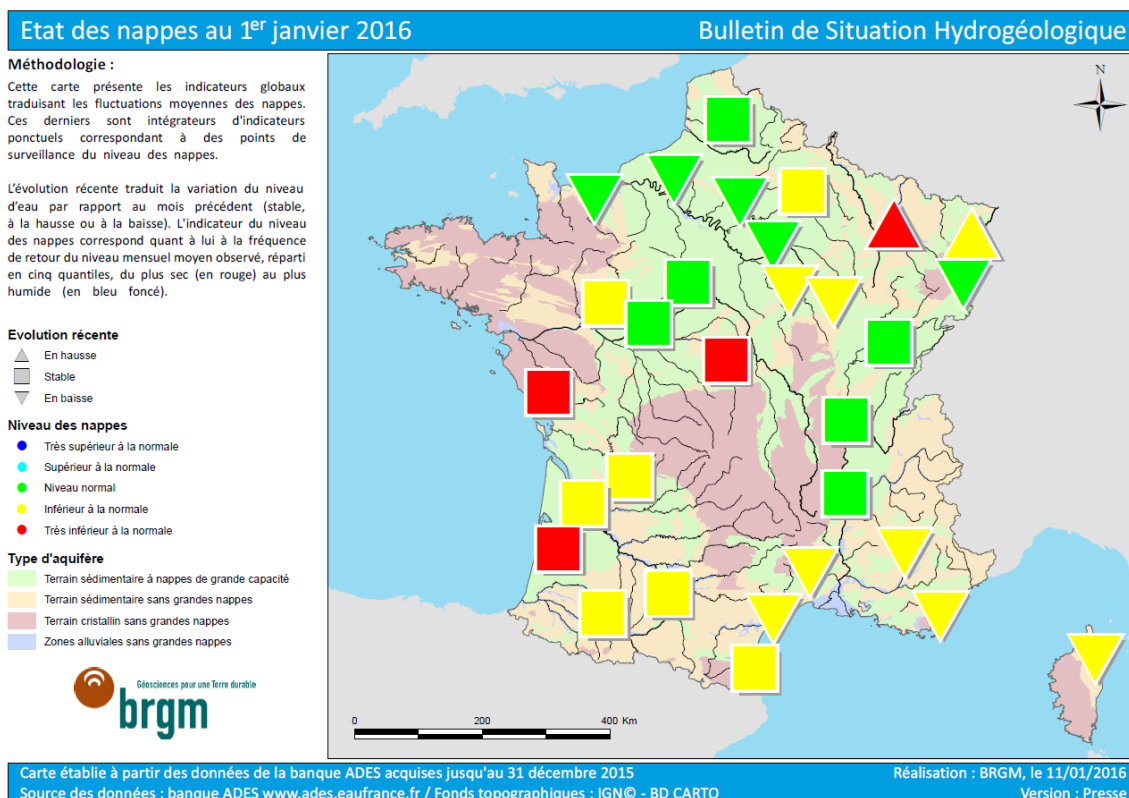 Etat des nappes au 1er janvier 2016
Bulletin de Situation Hydrogéologique
Méthodologie :
Cette carte présente les indicateurs globaux
traduisant les fluctuations moyennes des nappes.
Ces derniers sont intégrateurs d'indicateurs
ponctuels correspondant à des points de
surveillance du niveau des nappes.
L'évolution récente traduit la variation du niveau
d'eau par rapport au mois précédent (stable,
à la hausse ou à la baisse). L'indicateur du niveau
des nappes correspond quant à lui à la fréquence
de retour du niveau mensuel moyen observé, réparti
en cinq quantiles, du plus sec (en rouge) au plus
humide (en bleu foncé).
Evolution récente
En hausse
Stable
En baisse
Niveau des nappes
Très supérieur à la normale
Supérieur à la normale
Niveau normal
Inférieur à la normale
Très inférieur à la normale
Type d'aquifère
Terrain sédimentaire à nappes de grande capacité
Terrain sédimentaire sans grandes nappes
Terrain cristallin sans grandes nappes
Zones alluviales sans grandes nappes
Géosciences pour une Terre durable
brgm
N
0 200 400 Km
Carte établie à partir des données de la banque ADES acquises jusqu'au 31 décembre 2015
Réalisation : BRGM, le 11/01/2016
Source des données : banque ADES www.ades.eaufrance.fr / Fonds topographiques : IGN© - BD CARTO
Version : Presse